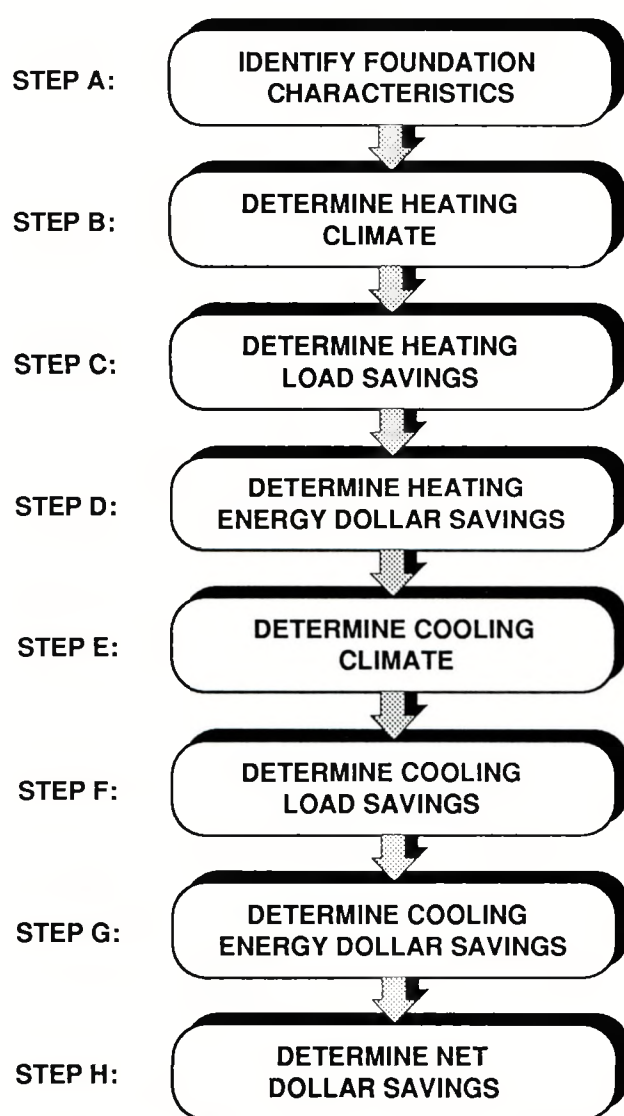 STEP A:
IDENTIFY FOUNDATION
CHARACTERISTICS
STEP B:
DETERMINE HEATING
CLIMATE
STEP C:
DETERMINE HEATING
LOAD SAVINGS
STEP D:
DETERMINE HEATING
ENERGY DOLLAR SAVINGS
STEP E:
DETERMINE COOLING
CLIMATE
STEP F:
DETERMINE COOLING
LOAD SAVINGS
STEP G:
DETERMINE COOLING
ENERGY DOLLAR SAVINGS
STEP H:
DETERMINE NET
DOLLAR SAVINGS